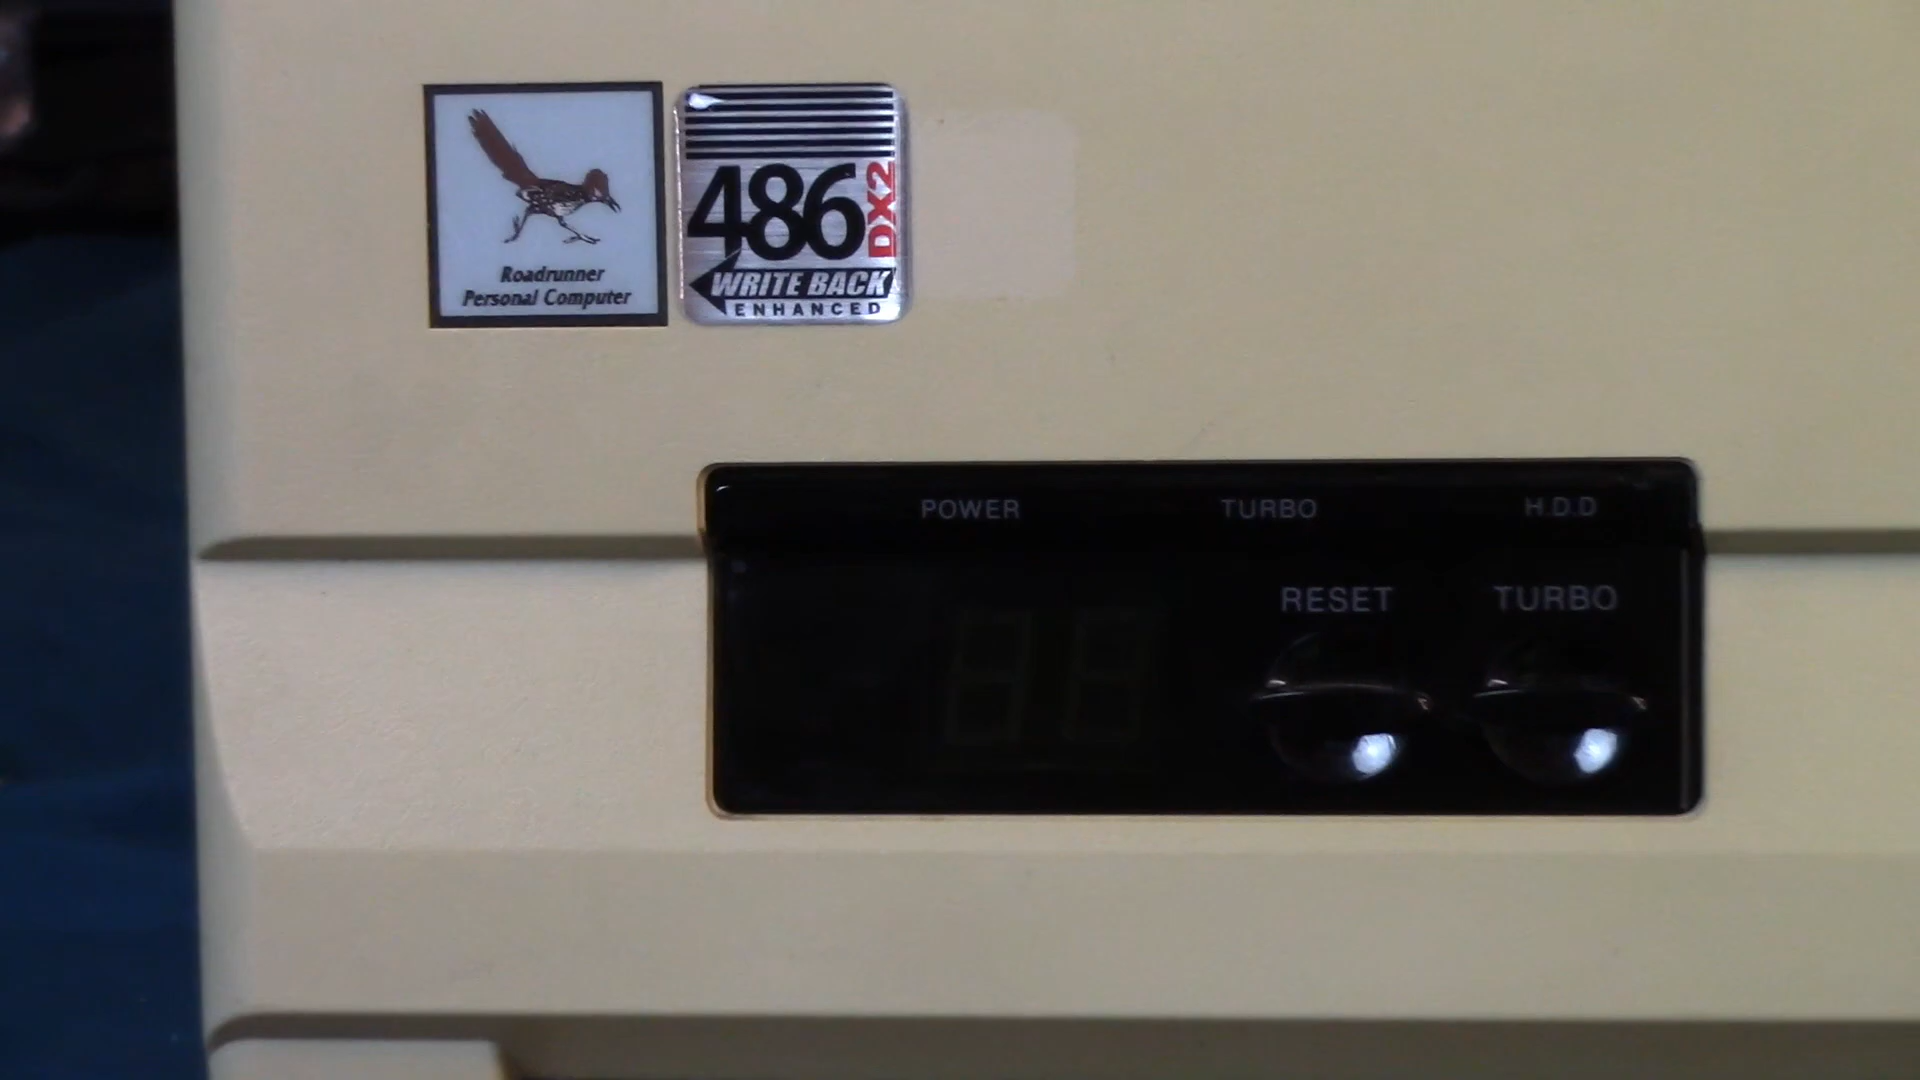 Roadrunner
Personal Computer
486
DX2
WRITE BACK
ENHANCED
POWER TURBO H.D.D
RESET TURBO